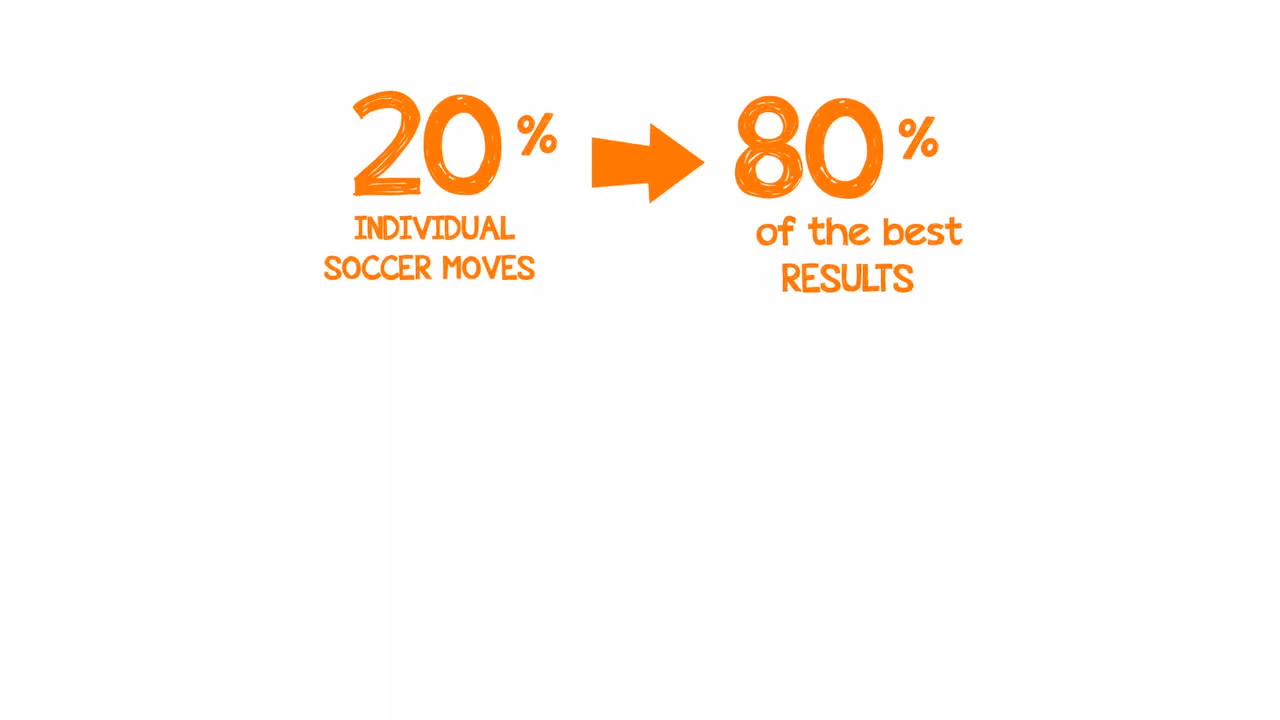 20%
INDIVIDUAL
SOCCER MOVES
80%
of the best
RESULTS